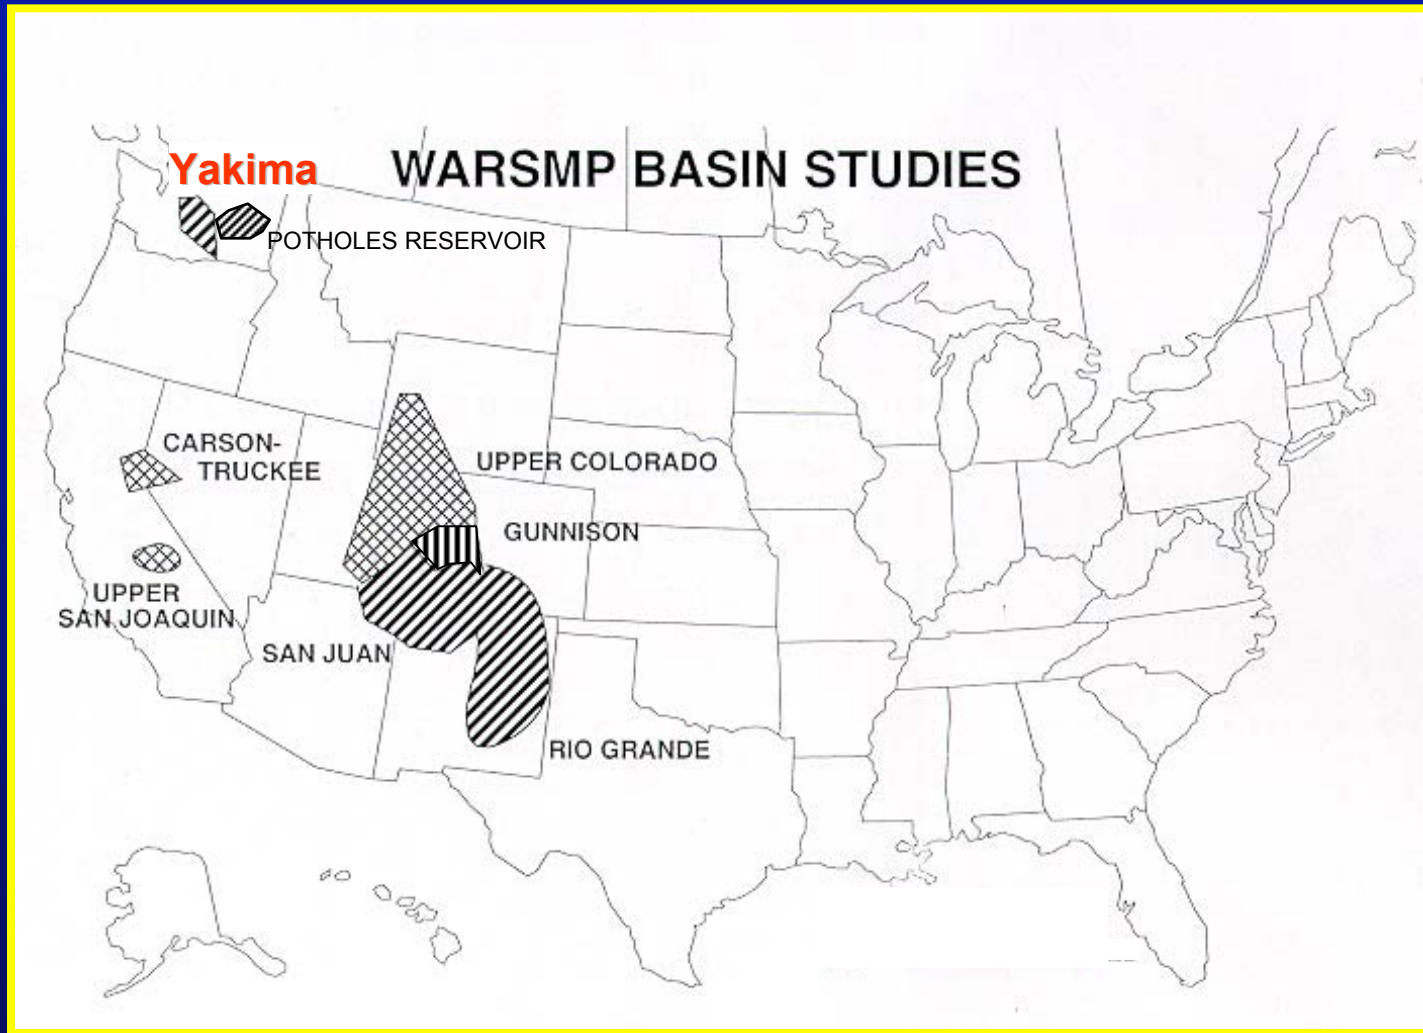 Yakima
WARSMP BASIN STUDIES
POTHOLES RESERVOIR
CARSON-
TRUCKEE
UPPER COLORADO
GUNNISON
UPPER
SAN JOAQUIN
SAN JUAN
RIO GRANDE